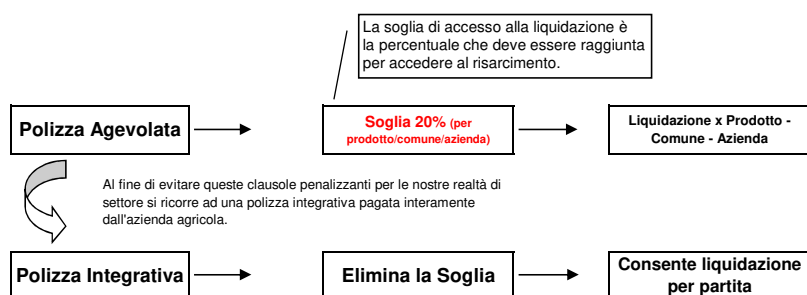 La soglia di accesso alla liquidazione è
la percentuale che deve essere raggiunta
per accedere al risarcimento.
Polizza Agevolata
Soglia 20% (per
prodotto/comune/azienda)
Liquidazione x Prodotto -
Comune - Azienda
Al fine di evitare queste clausole penalizzanti per le nostre realtà di
settore si ricorre ad una polizza integrativa pagata interamente
dall'azienda agricola.
Polizza Integrativa
Elimina la Soglia
Consente liquidazione
per partita